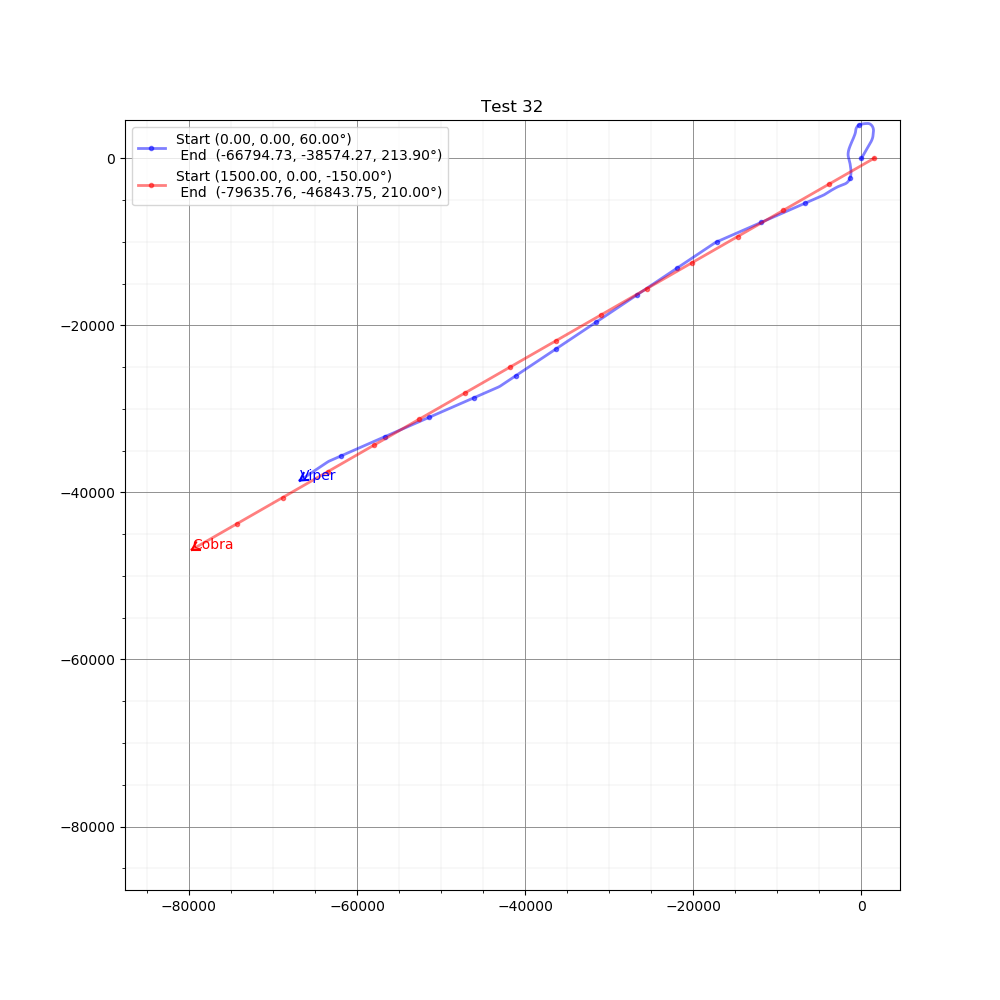 Test 32
Start (0.00, 0.00, 60.00°)
End (-66794.73, -38574.27, 213.90°)
Start (1500.00, 0.00, -150.00°)
End (-79635.76, -46843.75, 210.00°)
0
−20000
−40000
−60000
−80000
Viper
Cobra
−80000 −60000 −40000 −20000 0